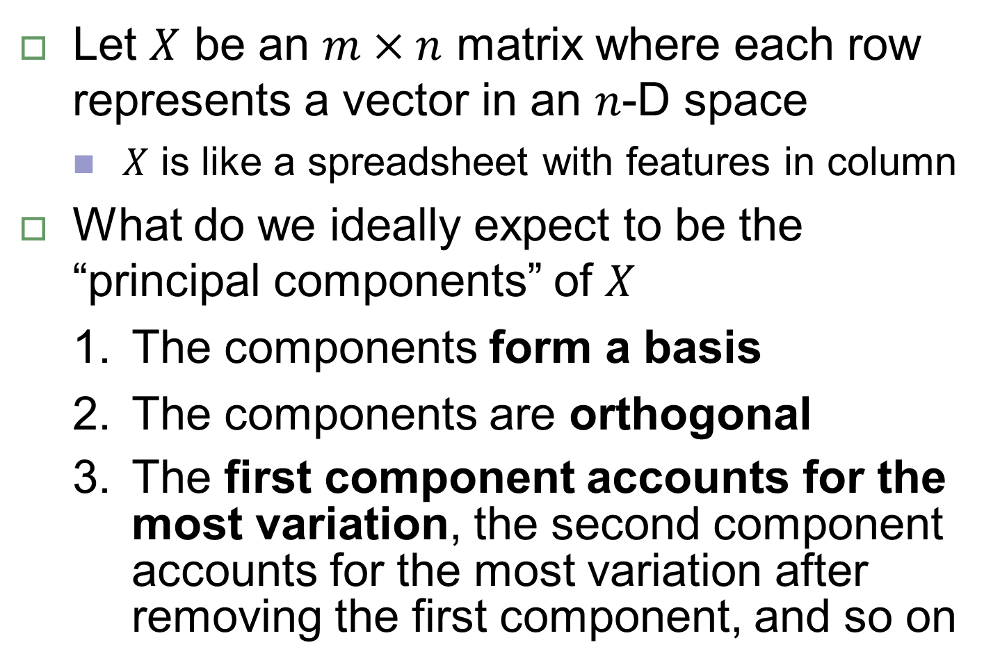 Let X be an m × n matrix where each row
represents a vector in an n-D space
X is like a spreadsheet with features in column
What do we ideally expect to be the
“principal components” of X
1. The components form a basis
2. The components are orthogonal
3. The first component accounts for the
most variation, the second component
accounts for the most variation after
removing the first component, and so on